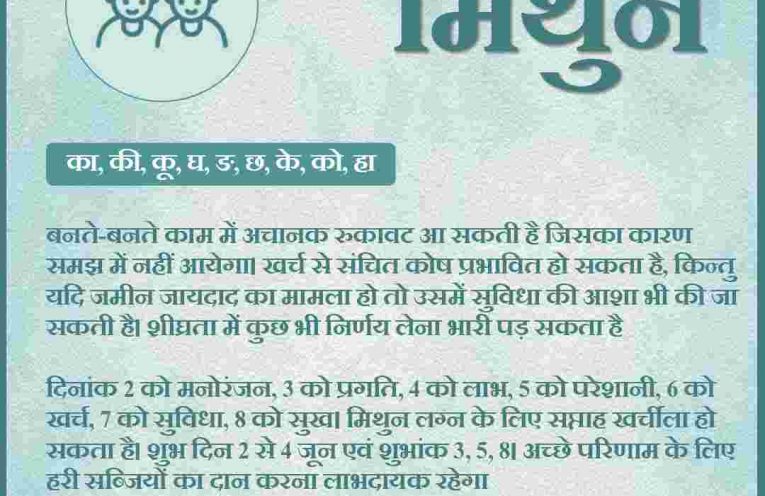 मिथुन
का, की, कू, घ, ङ, छ, के, को, हा
बनते-बनते काम में अचानक रुकावट आ सकती है जिसका कारण
समझ में नहीं आयेगा। खर्च से संचित कोष प्रभावित हो सकता है, किन्तु
यदि जमीन जायदाद का मामला हो तो उसमें सुविधा की आशा भी की जा
सकती है। शीघ्रता में कुछ भी निर्णय लेना भारी पड़ सकता है
दिनांक 2 को मनोरंजन, 3 को प्रगति, 4 को लाभ, 5 को परेशानी, 6 को
खर्च, 7 को सुविधा, 8 को सुख। मिथुन लग्न के लिए सप्ताह खर्चीला हो
सकता है। शुभ दिन 2 से 4 जून एवं शुभांक 3, 5, 8। अच्छे परिणाम के लिए
हरी सब्जियों का दान करना लाभदायक रहेगा